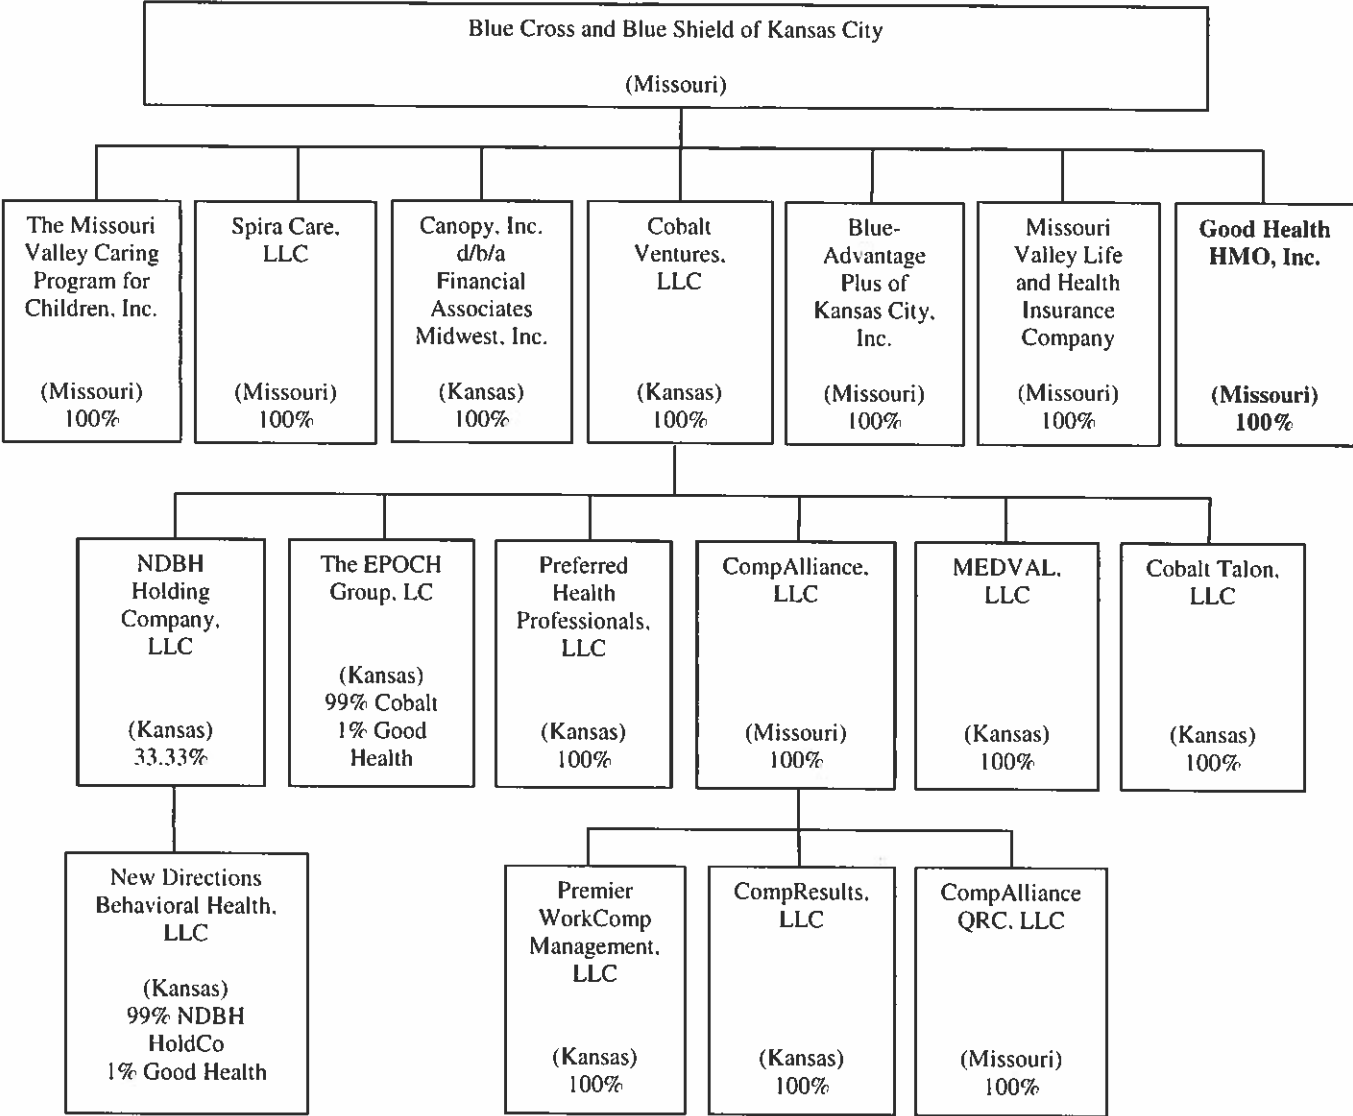 Blue Cross and Blue Shield of Kansas City
(Missouri)
The Missouri
Valley Caring
Program for
Children, Inc.
(Missouri)
100%
Spira Care,
LLC
(Missouri)
100%
Canopy, Inc.
d/b/a
Financial
Associates
Midwest, Inc.
(Kansas)
100%
Cobalt
Ventures,
LLC
(Kansas)
100%
Blue-
Advantage
Plus of
Kansas City,
Inc.
(Missouri)
100%
Missouri
Valley Life
and Health
Insurance
Company
(Missouri)
100%
Good Health
HMO, Inc.
(Missouri)
100%
NDBH
Holding
Company,
LLC
(Kansas)
33.33%
The EPOCH
Group, LC
(Kansas)
99% Cobalt
1% Good
Health
Preferred
Health
Professionals,
LLC
(Kansas)
100%
CompAlliance,
LLC
(Missouri)
100%
MEDVAL,
LLC
(Kansas)
100%
Cobalt Talon,
LLC
(Kansas)
100%
New Directions
Behavioral Health,
LLC
(Kansas)
99% NDBH
HoldCo
1% Good Health
Premier
WorkComp
Management,
LLC
(Kansas)
100%
CompResults,
LLC
(Kansas)
100%
CompAlliance
QRC, LLC
(Missouri)
100%